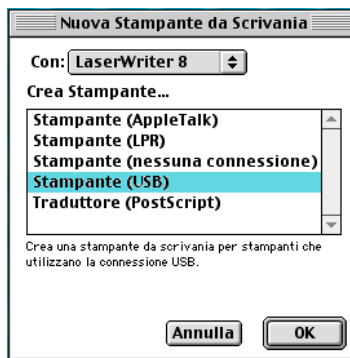 Nuova Stampante da Scrivania
Con: LaserWriter 8
Crea Stampante...
Stampante (AppleTalk)
Stampante (LPR)
Stampante (nessuna connessione)
Stampante (USB)
Traduttore (PostScript)
Crea una stampante da scrivania per stampanti che
utilizzano la connessione USB.
Annulla OK